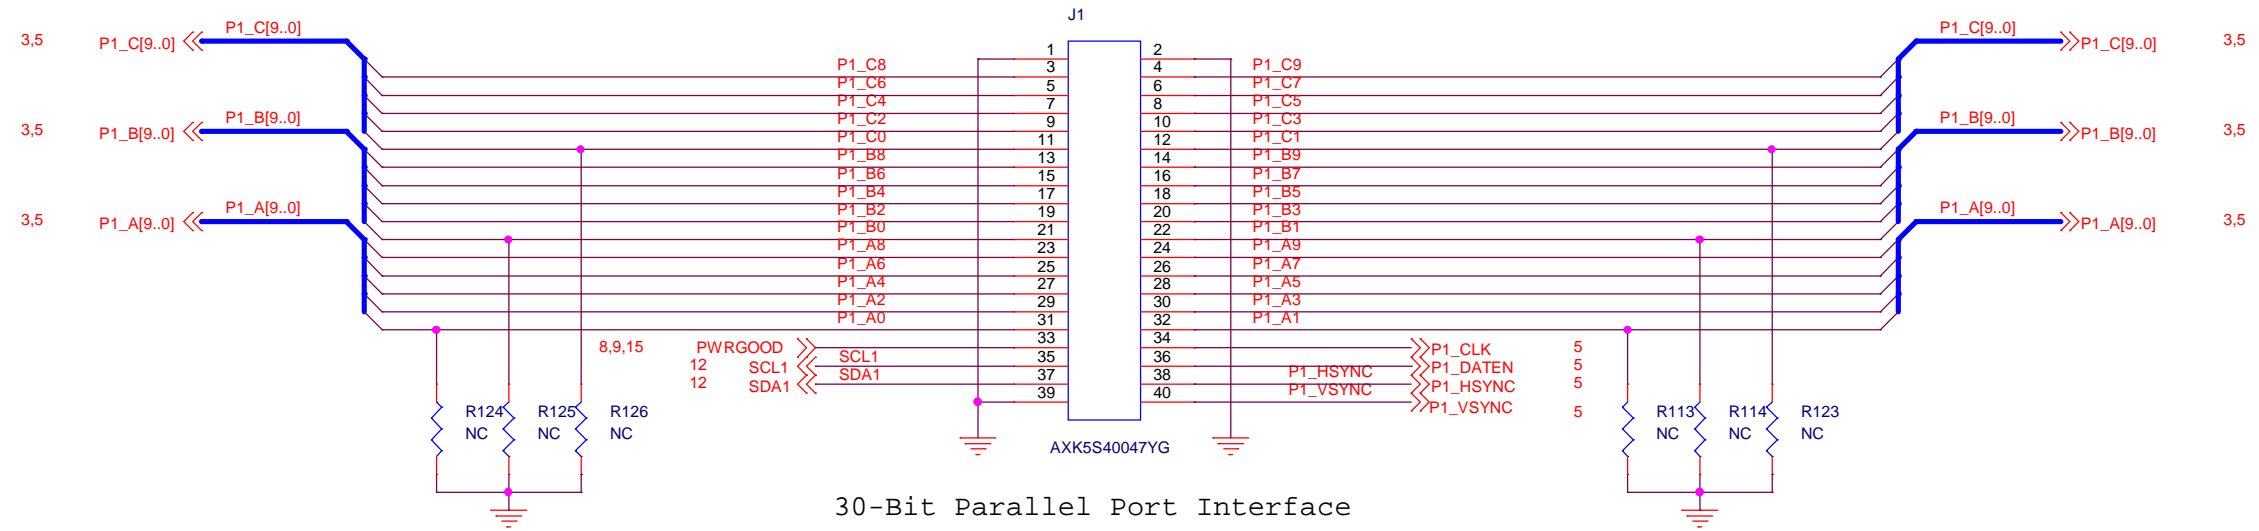 J1
3,5 P1_C[9..0] P1_C[9..0] P1_C[9..0] P1_C[9..0] 3,5
1 2
P1_C8 3 4 P1_C9
P1_C6 5 6 P1_C7
P1_C4 7 8 P1_C5
P1_C2 9 10 P1_C3
3,5 P1_B[9..0] P1_B[9..0] P1_B[9..0] P1_B[9..0] 3,5
P1_C0 11 12 P1_C1
P1_B8 13 14 P1_B9
P1_B6 15 16 P1_B7
P1_B4 17 18 P1_B5
P1_B2 19 20 P1_B3
3,5 P1_A[9..0] P1_A[9..0] P1_A[9..0] P1_A[9..0] 3,5
P1_B0 21 22 P1_B1
P1_A8 23 24 P1_A9
P1_A6 25 26 P1_A7
P1_A4 27 28 P1_A5
P1_A2 29 30 P1_A3
P1_A0 31 32 P1_A1
8,9,15 PWRGOOD 33 34 P1_CLK 5
12 SCL1 SCL1 35 36 P1_DATEN 5
12 SDA1 SDA1 37 38 P1_HSYNC P1_HSYNC 5
39 40 P1_VSYNC P1_VSYNC 5
R124 R125 R126 R113 R114 R123
NC NC NC NC NC NC
AXK5S40047YG
30-Bit Parallel Port Interface